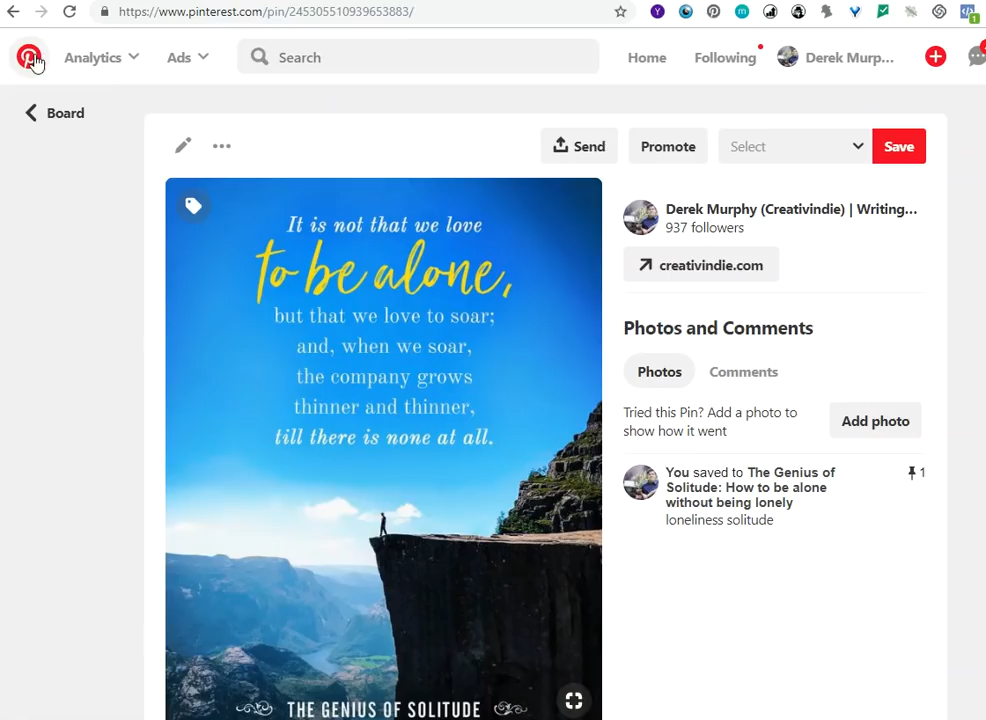 https://www.pinterest.com/pin/245305510939653883/
Y
m
1
Analytics
Ads
Search
Home
Following
Derek Murp...
Board
Send
Promote
Select
Save
It is not that we love
to be alone,
but that we love to soar;
and, when we soar,
the company grows
thinner and thinner,
till there is none at all.
THE GENIUS OF SOLITUDE
Derek Murphy (Creativindie) | Writing...
937 followers
creativindie.com
Photos and Comments
Photos
Comments
Tried this Pin? Add a photo to
show how it went
Add photo
You saved to The Genius of
Solitude: How to be alone
without being lonely
loneliness solitude
1